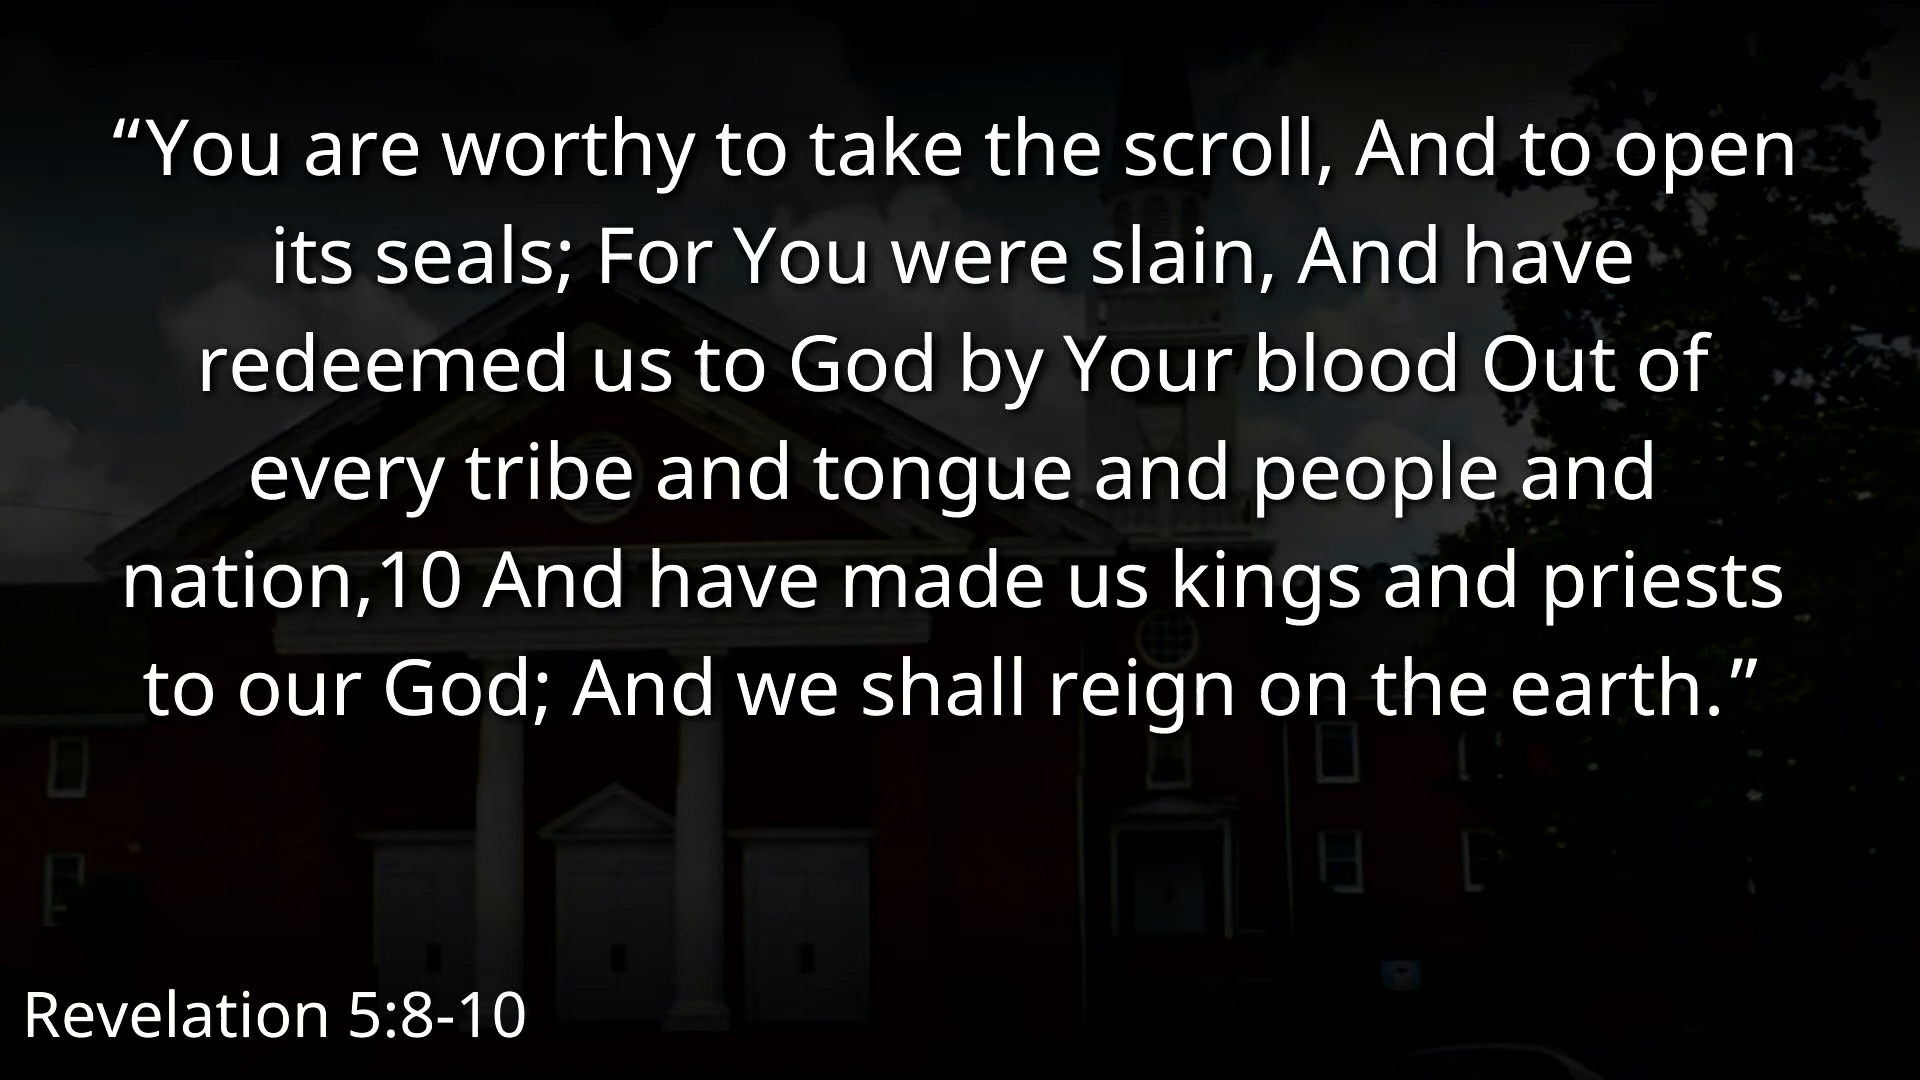 “You are worthy to take the scroll, And to open
its seals; For You were slain, And have
redeemed us to God by Your blood Out of
every tribe and tongue and people and
nation,10 And have made us kings and priests
to our God; And we shall reign on the earth.”
Revelation 5:8-10